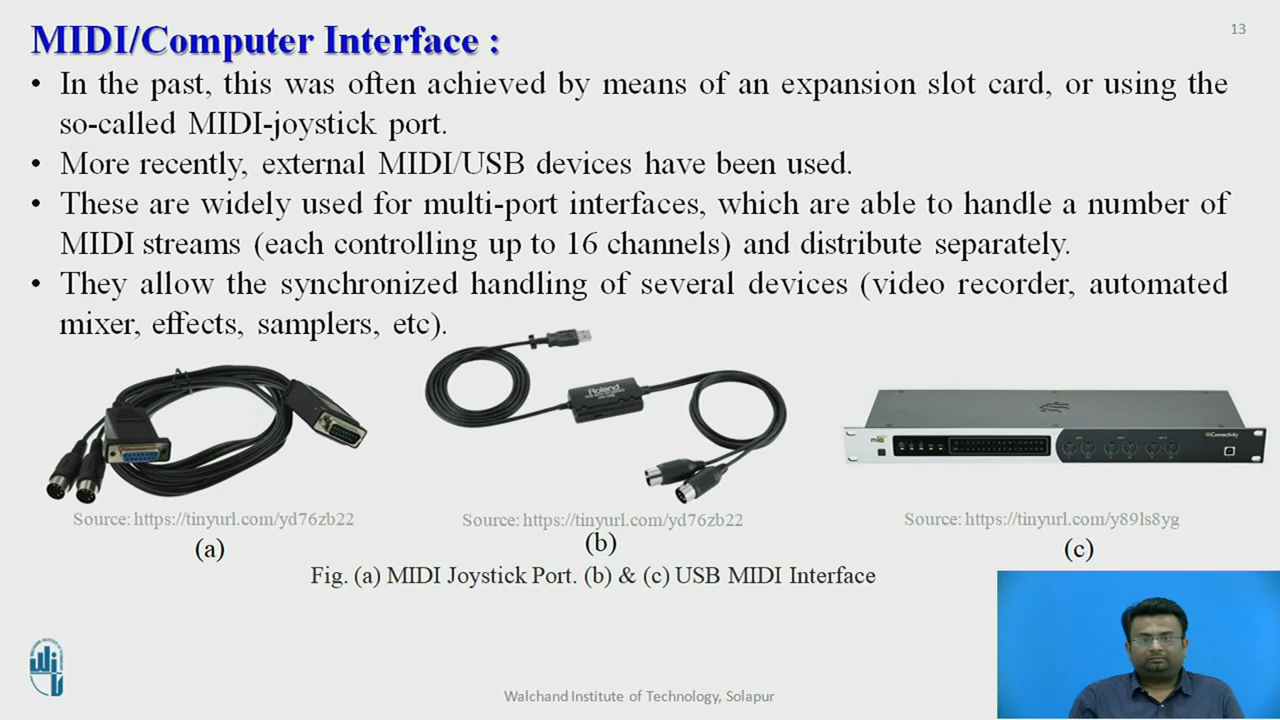 13
MIDI/Computer Interface :
• In the past, this was often achieved by means of an expansion slot card, or using the
so-called MIDI-joystick port.
• More recently, external MIDI/USB devices have been used.
• These are widely used for multi-port interfaces, which are able to handle a number of
MIDI streams (each controlling up to 16 channels) and distribute separately.
• They allow the synchronized handling of several devices (video recorder, automated
mixer, effects, samplers, etc).
Roland
Source: https://tinyurl.com/yd76zb22
Source: https://tinyurl.com/yd76zb22
Source: https://tinyurl.com/y89ls8yg
(a)
(b)
(c)
Fig. (a) MIDI Joystick Port. (b) & (c) USB MIDI Interface
Walchand Institute of Technology, Solapur